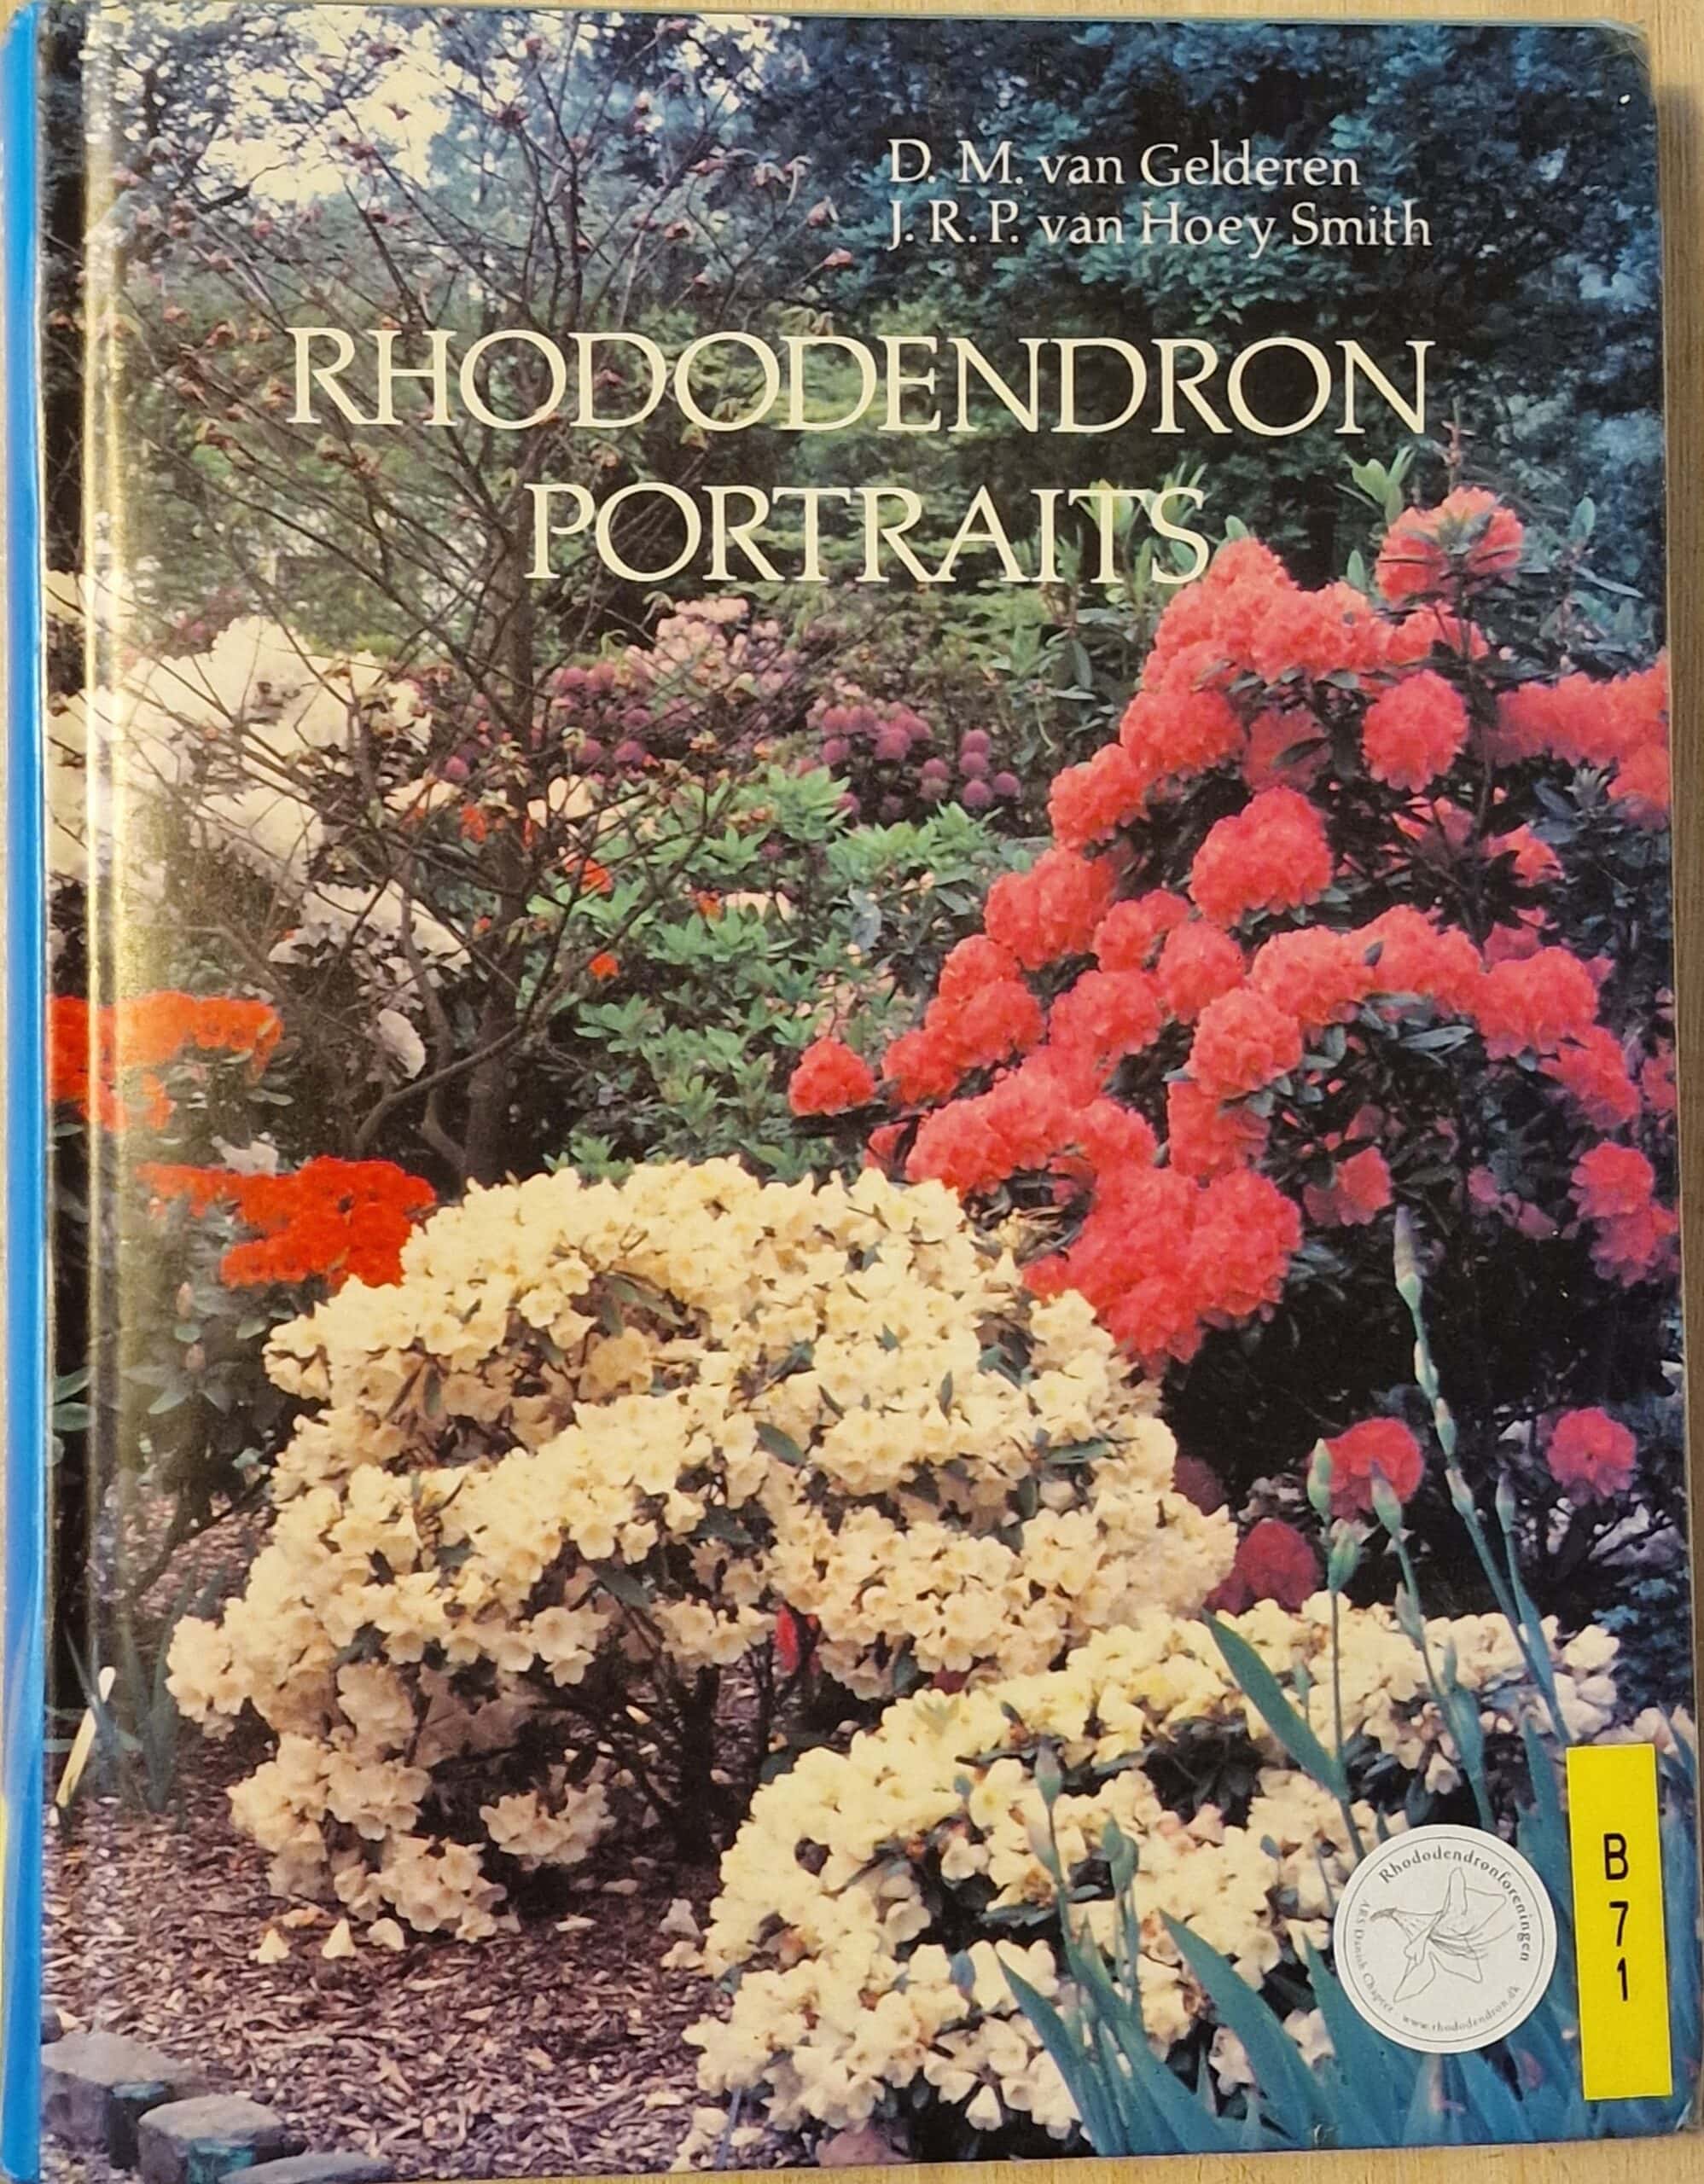 D. M. van Gelderen
J. R. P. van Hoey Smith
RHODODENDRON
PORTRAITS
Rhododendronforeningen
ARS Danish Chapter . www.rhododendron.dk
B
7
1